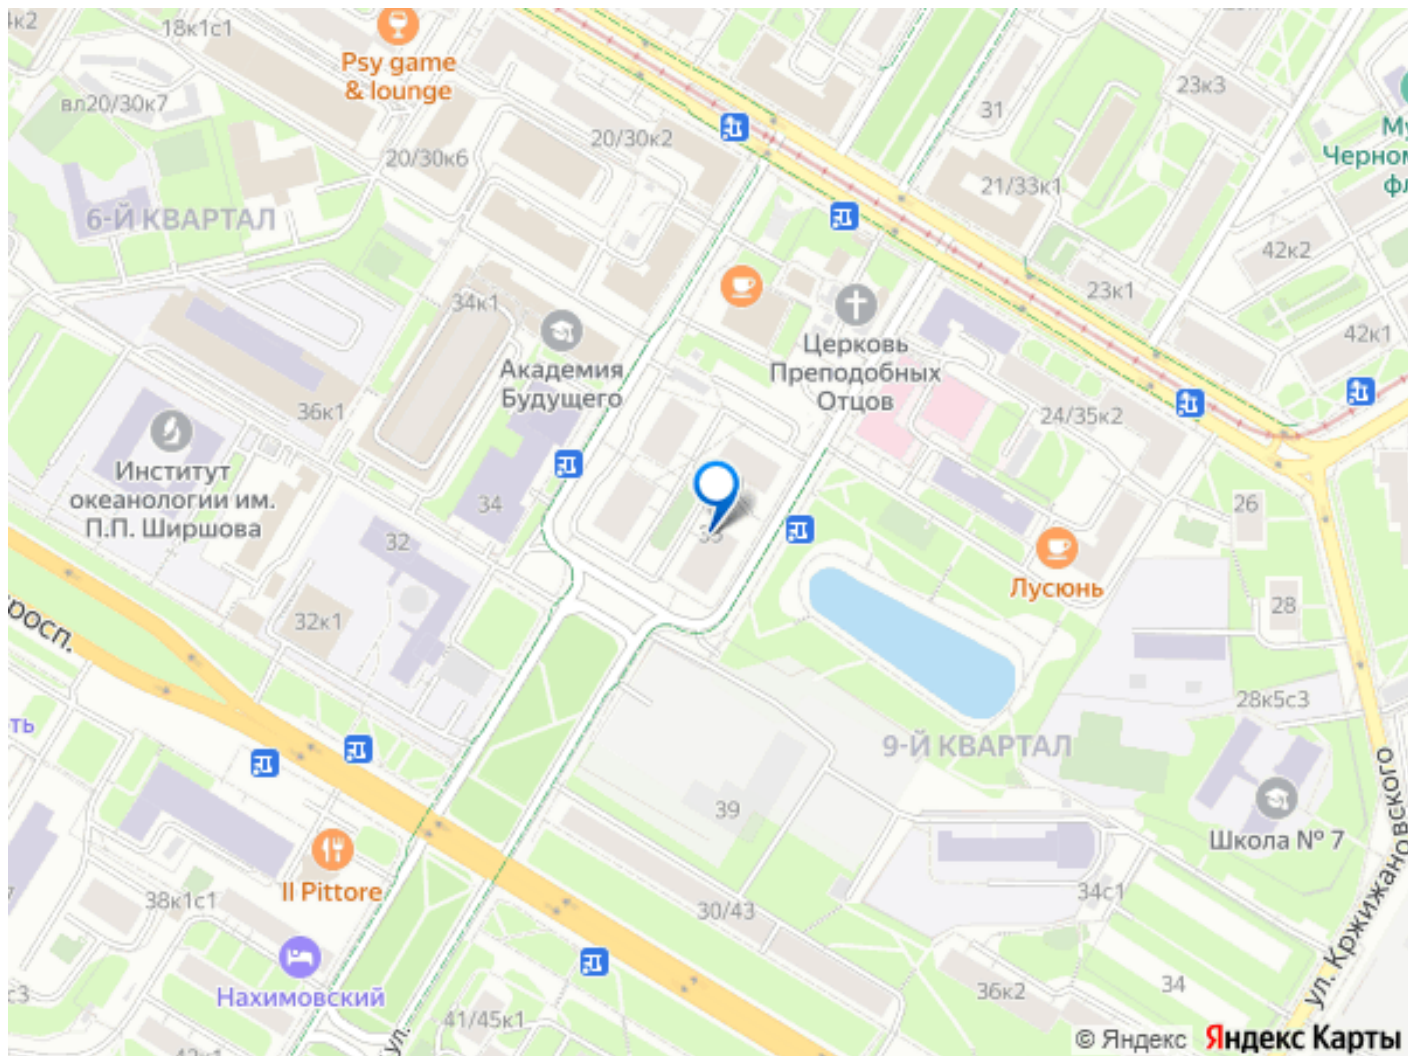 18к1с1
Psy game
& lounge
вл20/30к7
20/30к6
20/30к2
31
23к3
Черном
21/33к1
6-Й КВАРТАЛ
42к2
23к1
42к1
34к1
Академия
Будущего
Церковь
Преподобных
Отцов
24/35к2
36к1
Институт
океанологии им.
П.П. Ширшова
34
32
26
Лусюнь
28
32к1
росп.
28к5с3
9-Й КВАРТАЛ
39
Школа № 7
ул. Кржижановского
Il Pittore
38к1с1
30/43
34с1
Нахимовский
36к2
34
41/45к1
ул.
© Яндекс
Яндекс Карты